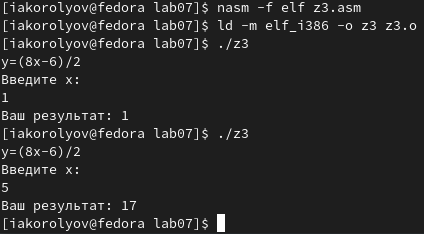 [iakorolyov@fedora lab07]$ nasm -f elf z3.asm
[iakorolyov@fedora lab07]$ ld -m elf_i386 -o z3 z3.o
[iakorolyov@fedora lab07]$ ./z3
y=(8x-6)/2
Введите x:
1
Ваш результат: 1
[iakorolyov@fedora lab07]$ ./z3
y=(8x-6)/2
Введите x:
5
Ваш результат: 17
[iakorolyov@fedora lab07]$